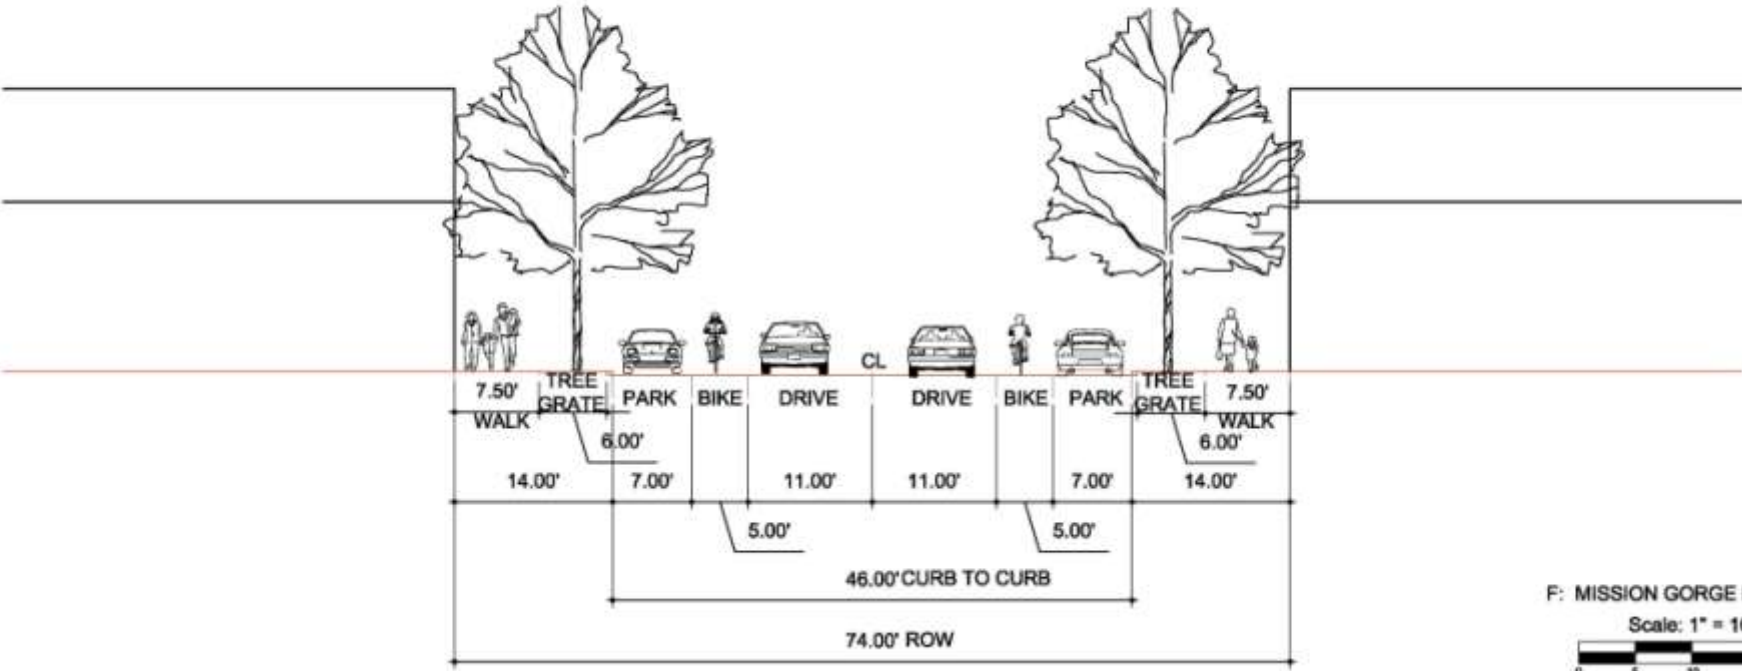 CL
7.50' TREE GRATE PARK BIKE DRIVE DRIVE BIKE PARK TREE GRATE 7.50'
WALK WALK
6.00' 6.00'
14.00' 7.00' 11.00' 11.00' 7.00' 14.00'
5.00' 5.00'
46.00' CURB TO CURB
74.00' ROW
F: MISSION GORGE
Scale: 1" = 10